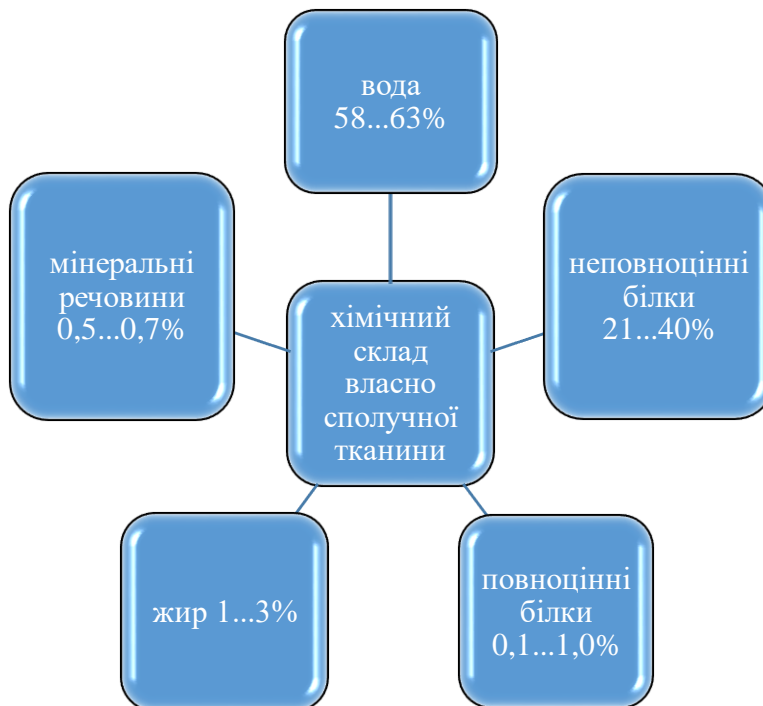 вода
58...63%
мінеральні
речовини
0,5...0,7%
неповноцінні
білки
21...40%
хімічний
склад
власно
сполучної
тканини
жир 1...3%
повноцінні
білки
0,1...1,0%